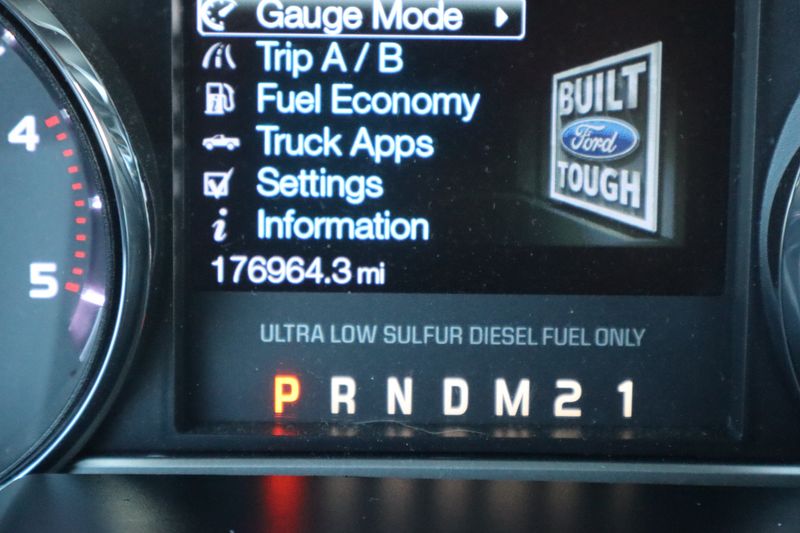 Gauge Mode
Trip A / B
Fuel Economy
Truck Apps
Settings
Information
176964.3 mi
BUILT
Ford
TOUGH
4
5
ULTRA LOW SULFUR DIESEL FUEL ONLY
P R N D M 2 1